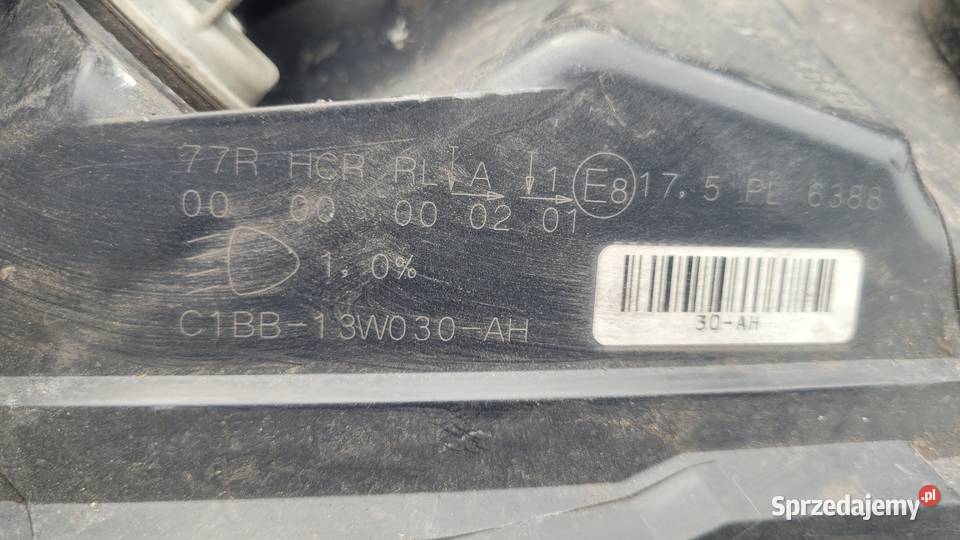 77R HCR RL A 1 E8 17.5 PL 6388
00 00 00 02 01
1,0%
C1BB-13W030-AH
30-AH
Sprzedajemy.pl